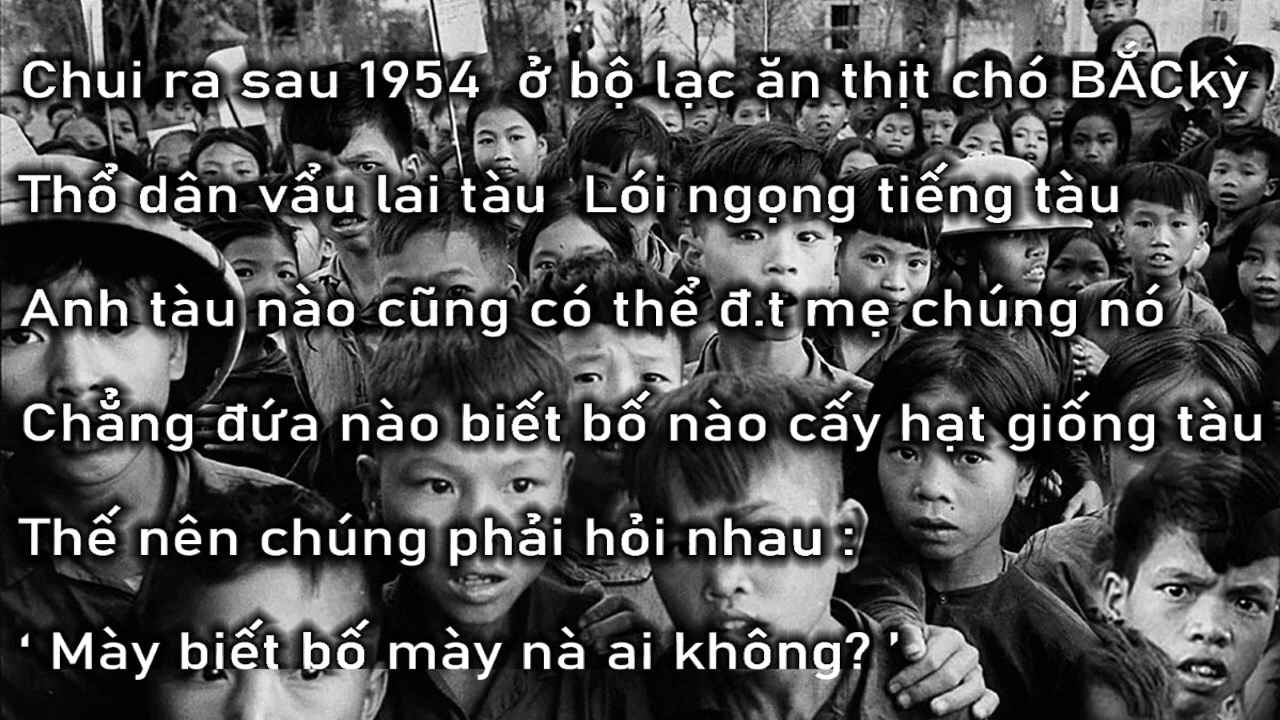 Chui ra sau 1954 ở bộ lạc ăn thịt chó BẮCkỳ
Thổ dân vẩu lai tàu Lói ngọng tiếng tàu
Anh tàu nào cũng có thể đ.t mẹ chúng nó
Chẳng đứa nào biết bố nào cấy hạt giống tàu
Thế nên chúng phải hỏi nhau :
‘ Mày biết bố mày nà ai không? ’